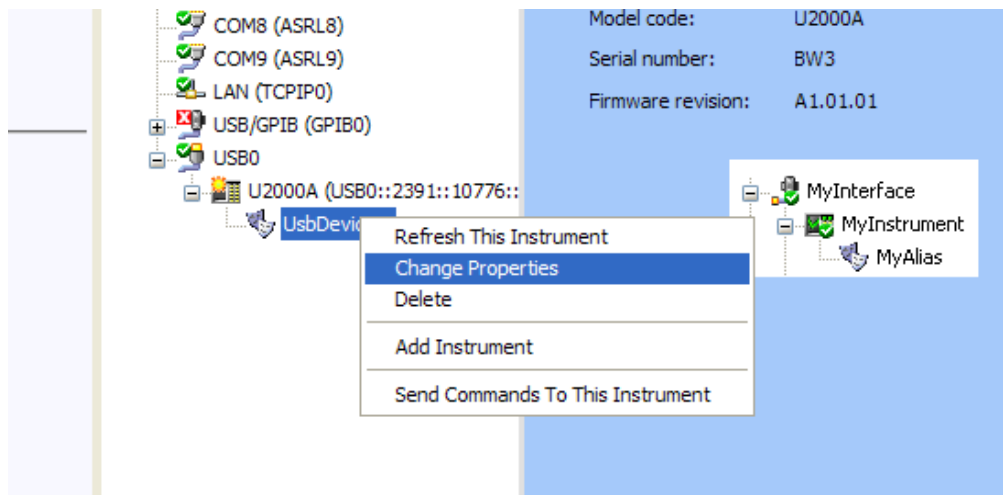 COM8 (ASRL8)
COM9 (ASRL9)
LAN (TCPIP0)
USB/GPIB (GPIB0)
USB0
U2000A (USB0::2391::10776::
UsbDevic
Refresh This Instrument
Change Properties
Delete
Add Instrument
Send Commands To This Instrument
Model code: U2000A
Serial number: BW3
Firmware revision: A1.01.01
MyInterface
MyInstrument
MyAlias